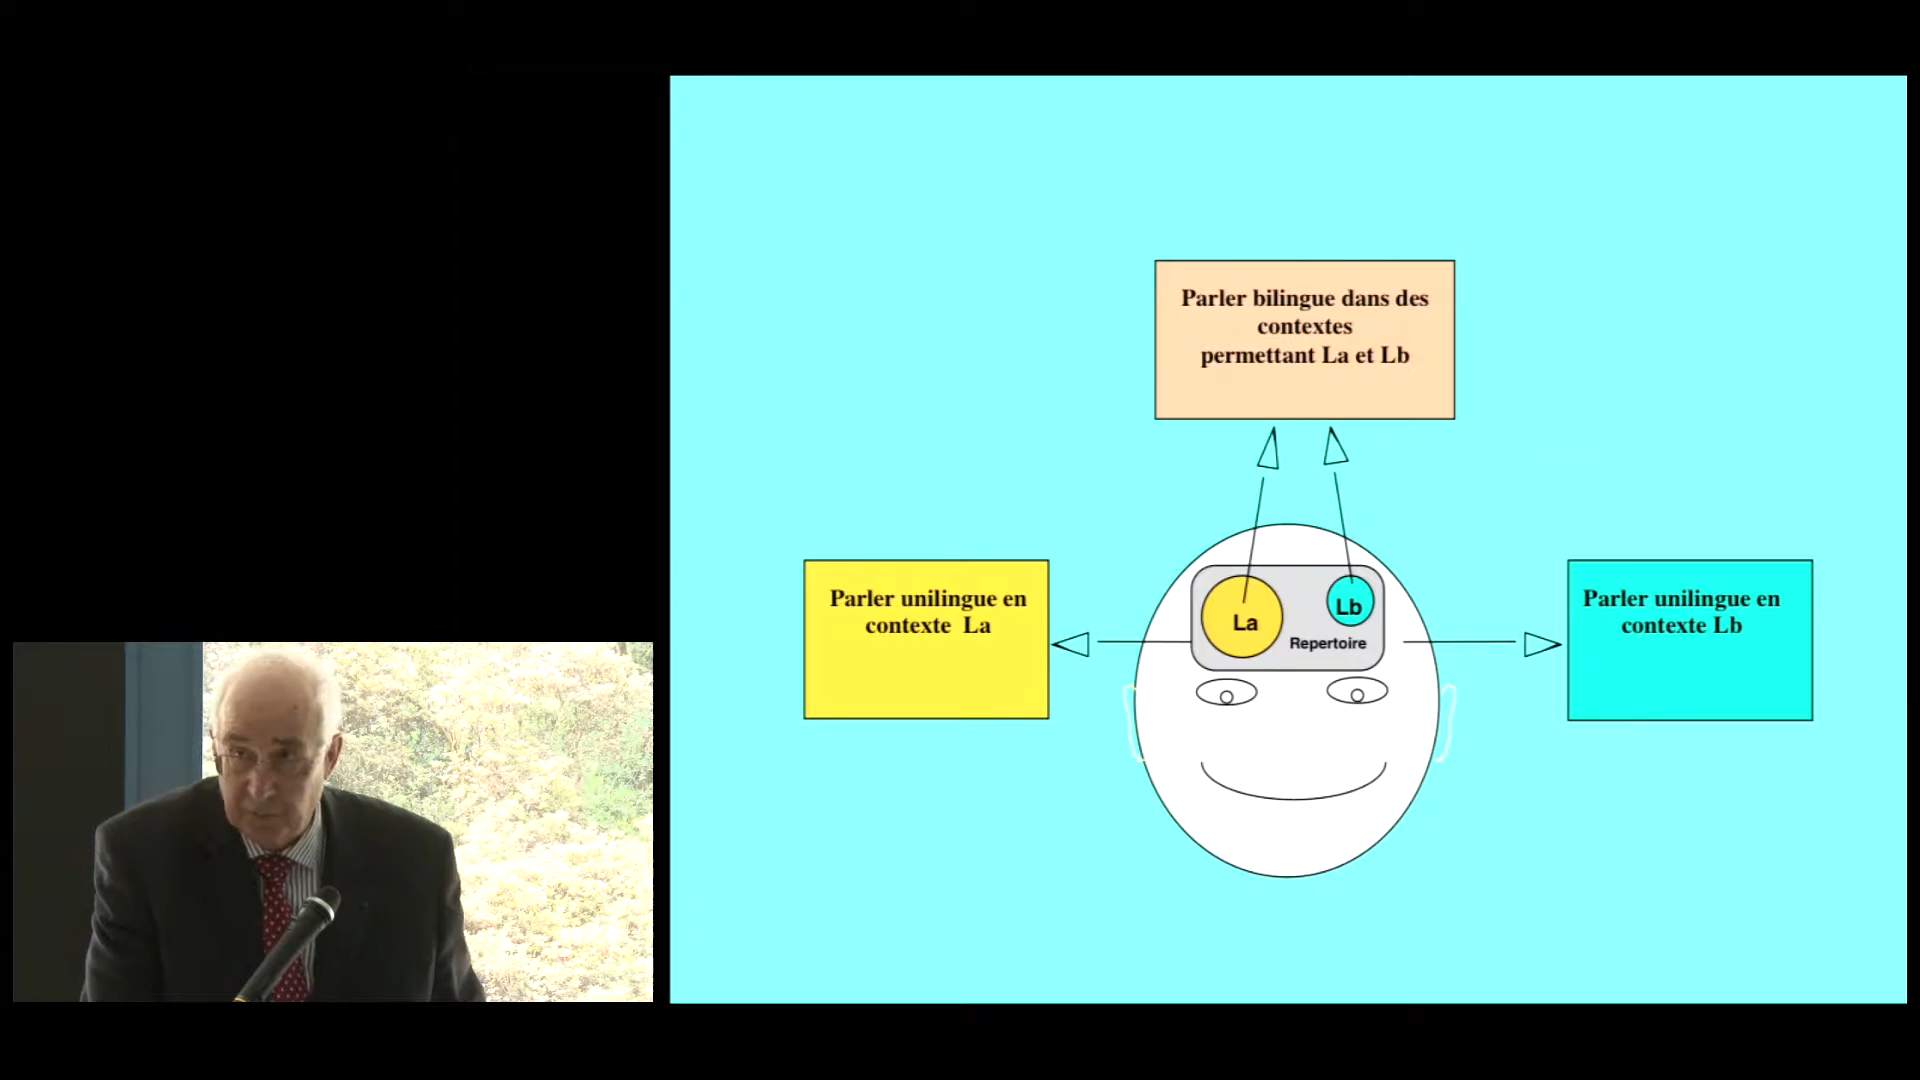 Parler bilingue dans des
contextes
permettant La et Lb
Parler unilingue en
contexte La
La
Lb
Repertoire
Parler unilingue en
contexte Lb